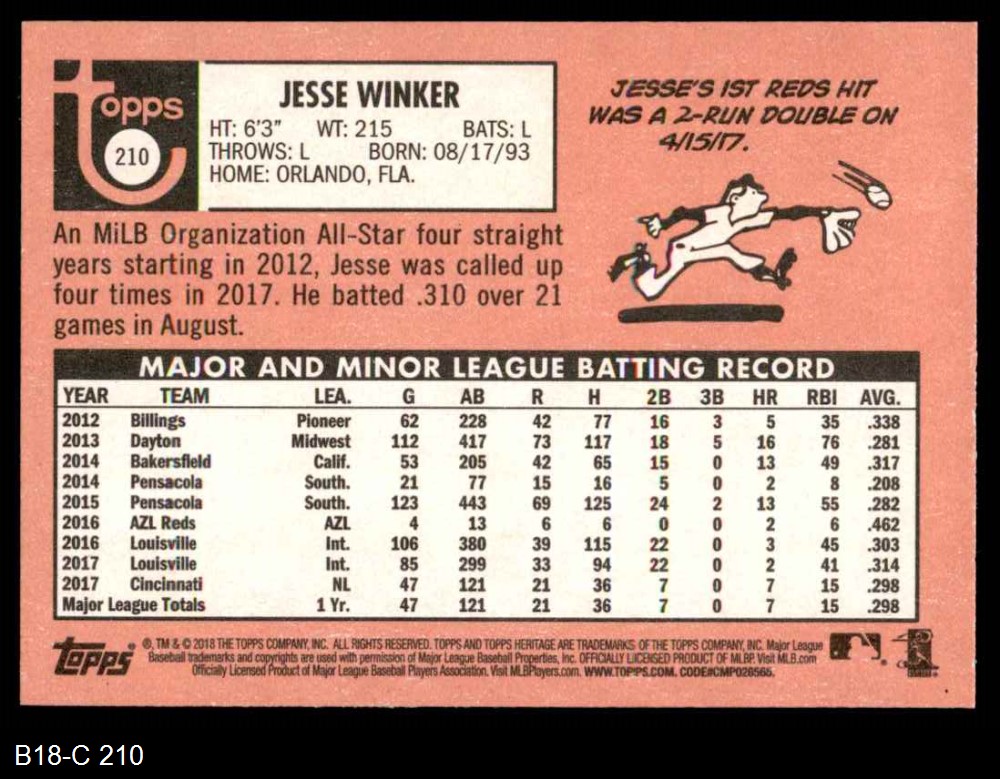 topps
210
JESSE WINKER
HT: 6'3" WT: 215 BATS: L
THROWS: L BORN: 08/17/93
HOME: ORLANDO, FLA.
JESSE'S 1ST REDS HIT
WAS A 2-RUN DOUBLE ON
4/15/17.
An MiLB Organization All-Star four straight
years starting in 2012, Jesse was called up
four times in 2017. He batted .310 over 21
games in August.
MAJOR AND MINOR LEAGUE BATTING RECORD
YEAR TEAM LEA. G AB R H 2B 3B HR RBI AVG.
2012 Billings Pioneer 62 228 42 77 16 3 5 35 .338
2013 Dayton Midwest 112 417 73 117 18 5 16 76 .281
2014 Bakersfield Calif. 53 205 42 65 15 0 13 49 .317
2014 Pensacola South. 21 77 15 16 5 0 2 8 .208
2015 Pensacola South. 123 443 69 125 24 2 13 55 .282
2016 AZL Reds AZL 4 13 6 6 0 0 2 6 .462
2016 Louisville Int. 106 380 39 115 22 0 3 45 .303
2017 Louisville Int. 85 299 33 94 22 0 2 41 .314
2017 Cincinnati NL 47 121 21 36 7 0 7 15 .298
Major League Totals 1 Yr. 47 121 21 36 7 0 7 15 .298
topps
®, TM & © 2018 THE TOPPS COMPANY, INC. ALL RIGHTS RESERVED. TOPPS AND TOPPS HERITAGE ARE TRADEMARKS OF THE TOPPS COMPANY, INC. Major League
Baseball trademarks and copyrights are used with permission of Major League Baseball Properties, Inc. OFFICIALLY LICENSED PRODUCT OF MLBP. Visit MLB.com
Officially Licensed Product of Major League Baseball Players Association. Visit MLBPlayers.com. WWW.TOPPS.COM. CODE#CMP026565.
B18-C 210